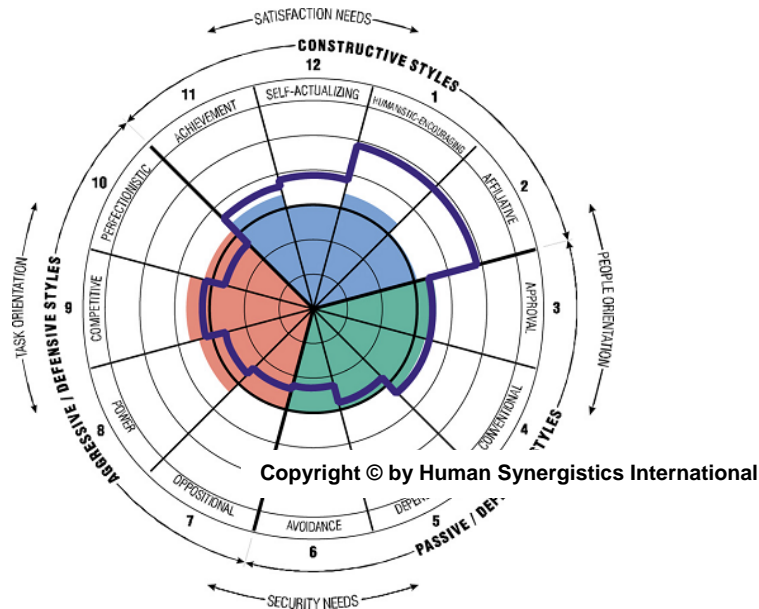 SATISFACTION NEEDS
CONSTRUCTIVE STYLES
12
11
1
SELF-ACTUALIZING
ACHIEVEMENT
HUMANISTIC-ENCOURAGING
10
2
PERFECTIONISTIC
AFFILIATIVE
TASK ORIENTATION
PEOPLE ORIENTATION
9
COMPETITIVE
APPROVAL
3
AGGRESSIVE / DEFENSIVE STYLES
8
POWER
CONVENTIONAL
4
STYLES
Copyright © by Human Synergistics International
OPPOSITIONAL
7
AVOIDANCE
6
5
PASSIVE /
SECURITY NEEDS